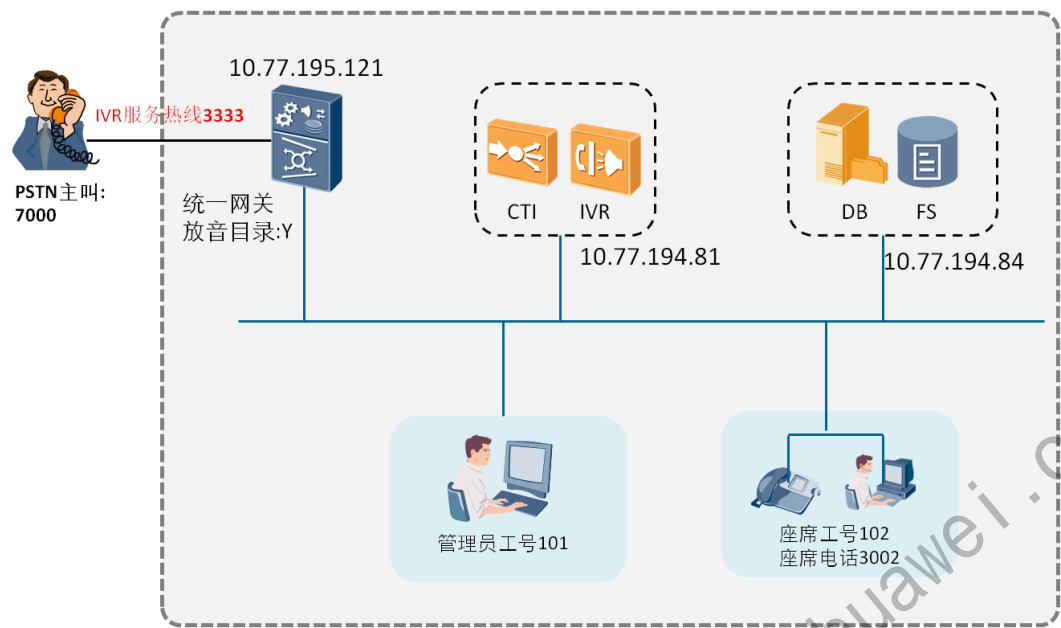 10.77.195.121
IVR服务热线3333
PSTN主叫:
7000
统一网关
放音目录:Y
CTI
IVR
10.77.194.81
DB
FS
10.77.194.84
管理员工号101
座席工号102
座席电话3002
huawei.c